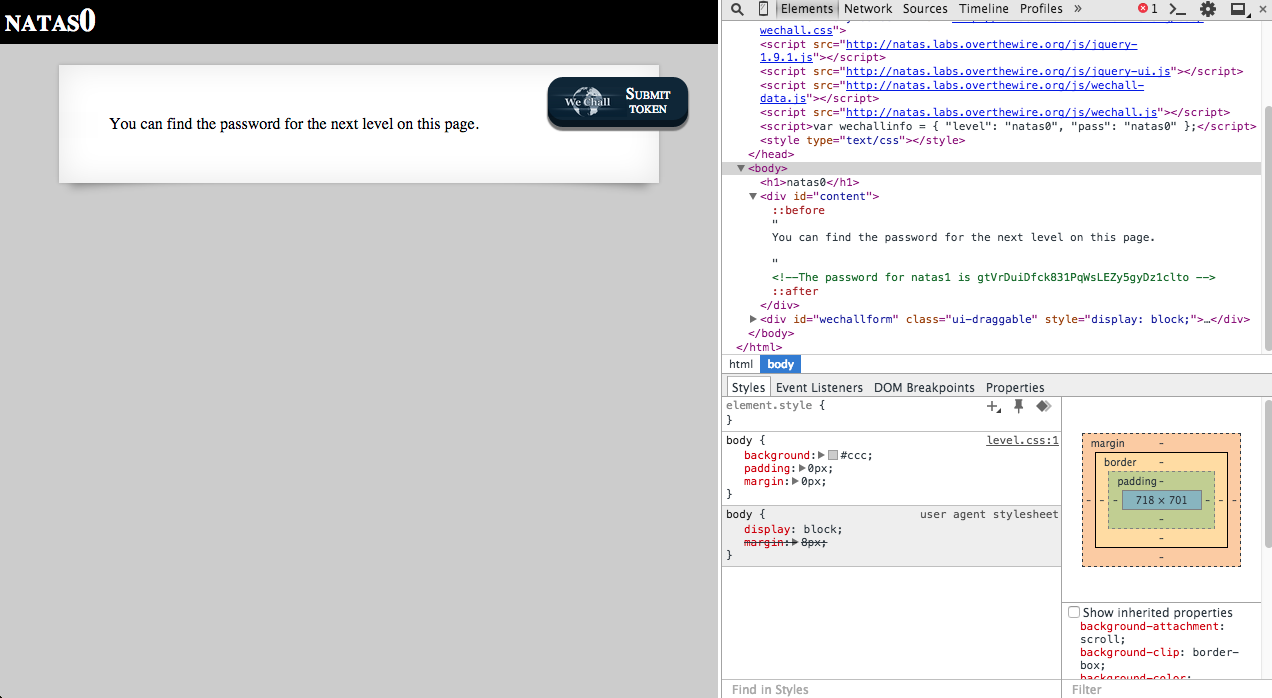 NATAS0
You can find the password for the next level on this page.
We Chall
SUBMIT
TOKEN
Elements Network Sources Timeline Profiles » 1
wechall.css">
<script src="http://natas.labs.overthewire.org/js/jquery-
1.9.1.js"></script>
<script src="http://natas.labs.overthewire.org/js/jquery-ui.js"></script>
<script src="http://natas.labs.overthewire.org/js/wechall-
data.js"></script>
<script src="http://natas.labs.overthewire.org/js/wechall.js"></script>
<script>var wechallinfo = { "level": "natas0", "pass": "natas0" };</script>
<style type="text/css"></style>
</head>
<body>
<h1>natas0</h1>
<div id="content">
::before
"
You can find the password for the next level on this page.
"
<!--The password for natas1 is gtVrDuiDfck831PqWsLEZy5gyDz1clto -->
::after
</div>
<div id="wechallform" class="ui-draggable" style="display: block;">…</div>
</body>
</html>
html body
Styles Event Listeners DOM Breakpoints Properties
element.style {
}
body { level.css:1
background: #ccc;
padding: 0px;
margin: 0px;
}
body { user agent stylesheet
display: block;
margin: 8px;
}
margin -
border -
padding -
- - - 718 × 701 - - -
-
-
-
Show inherited properties
background-attachment:
scroll;
background-clip: border-
box;
background-color:
Find in Styles
Filter